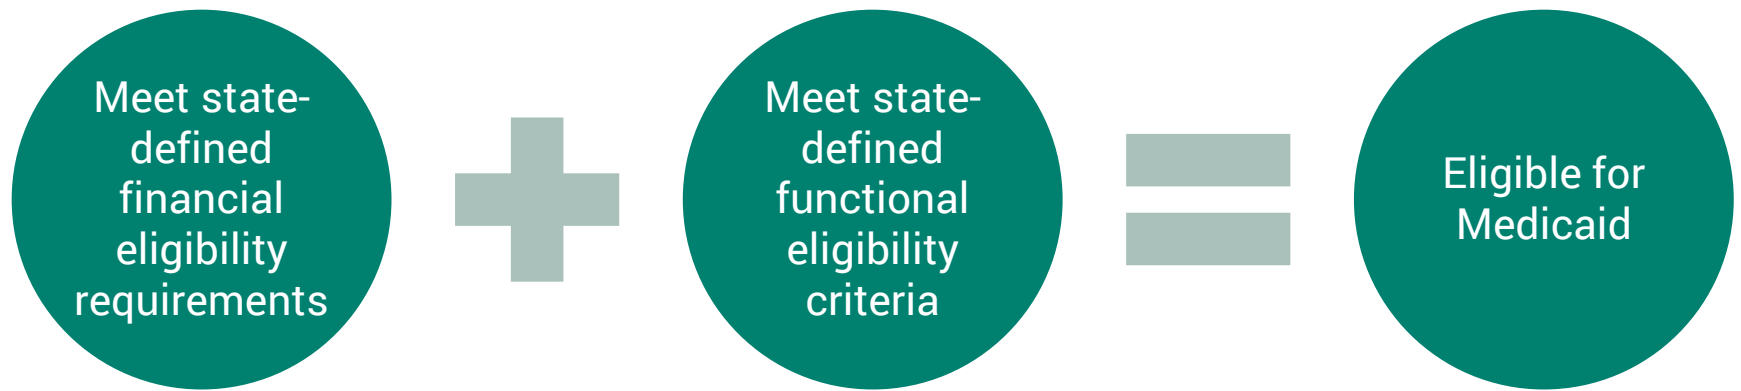 Meet state-
defined
financial
eligibility
requirements
Meet state-
defined
functional
eligibility
criteria
Eligible for
Medicaid